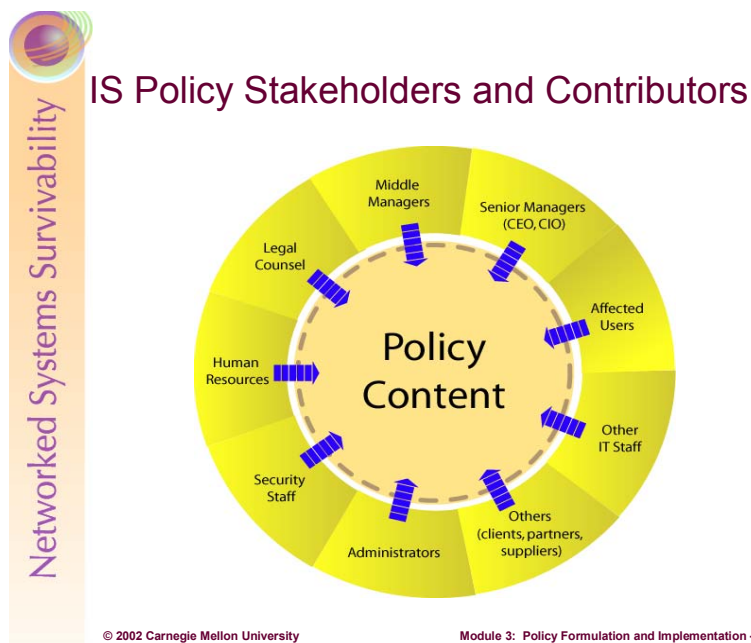 IS Policy Stakeholders and Contributors
Networked Systems Survivability
Middle
Managers
Senior Managers
(CEO, CIO)
Affected
Users
Other
IT Staff
Others
(clients, partners,
suppliers)
Administrators
Security
Staff
Human
Resources
Legal
Counsel
Policy
Content
© 2002 Carnegie Mellon University
Module 3: Policy Formulation and Implementation -